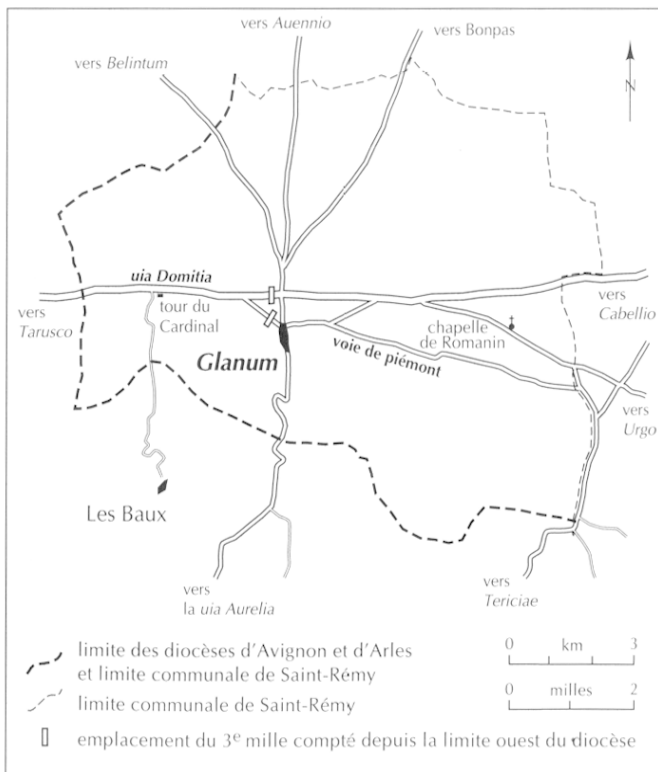 vers Auennio
vers Bonpas
vers Belintum
N
uia Domitia
vers
Tarusco
tour du
Cardinal
vers
Cabellio
chapelle
de Romanin
Glanum
voie de piémont
vers
Urgo
Les Baux
vers
la uia Aurelia
vers
Tericiae
limite des diocèses d'Avignon et d'Arles
et limite communale de Saint-Rémy
0 km 3
limite communale de Saint-Rémy
0 milles 2
emplacement du 3e mille compté depuis la limite ouest du diocèse